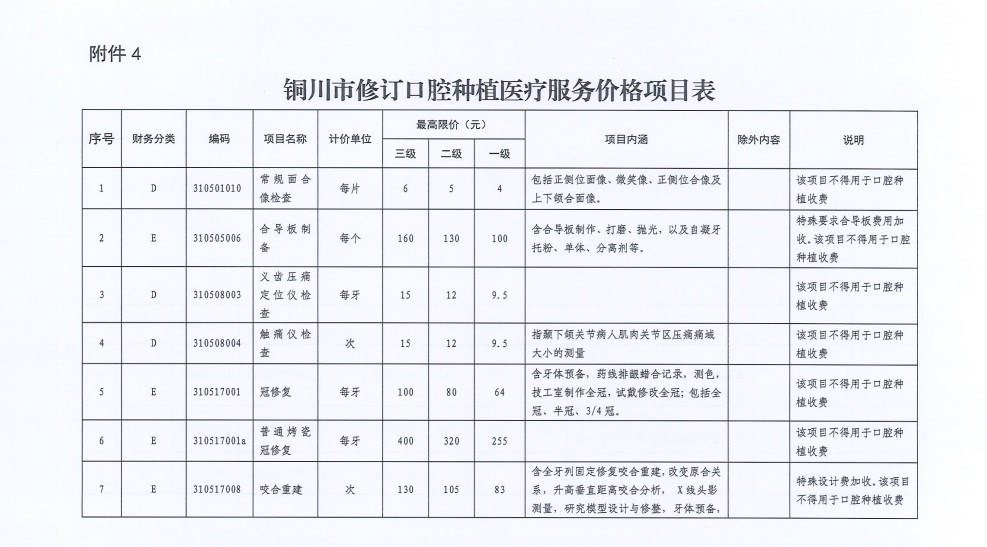 附件 4
铜川市修订口腔种植医疗服务价格项目表
序号 财务分类 编码 项目名称 计价单位 最高限价（元） 项目内涵 除外内容 说明
三级 二级 一级
1 D 310501010 常规面合 每片 6 5 4 包括正侧位面像、微笑像、正侧位合像及 该项目不得用于口腔种
像检查 上下颌合面像。 植收费
2 E 310505006 合导板制 每个 160 130 100 含合导板制作、打磨、抛光，以及自凝牙 特殊要求合导板费用加
备 托粉、单体、分离剂等。 收。该项目不得用于口腔
种植收费
3 D 310508003 义齿压痛 每牙 15 12 9.5 该项目不得用于口腔种
定位仪检 植收费
查
4 D 310508004 触痛仪检 次 15 12 9.5 指颞下颌关节病人肌肉关节区压痛痛域 该项目不得用于口腔种
查 大小的测量 植收费
5 E 310517001 冠修复 每牙 100 80 64 含牙体预备，药线排龈蜡合记录，测色， 该项目不得用于口腔种
技工室制作全冠，试戴修改全冠；包括全 植收费
冠、半冠、3/4 冠。
6 E 310517001a 普通烤瓷 每牙 400 320 255 该项目不得用于口腔种
冠修复 植收费
7 E 310517008 咬合重建 次 130 105 83 含全牙列固定修复咬合重建，改变原合关 特殊设计费加收。该项目
系，升高垂直距离咬合分析， X 线头影 不得用于口腔种植收费
测量，研究模型设计与修整，牙体预备，